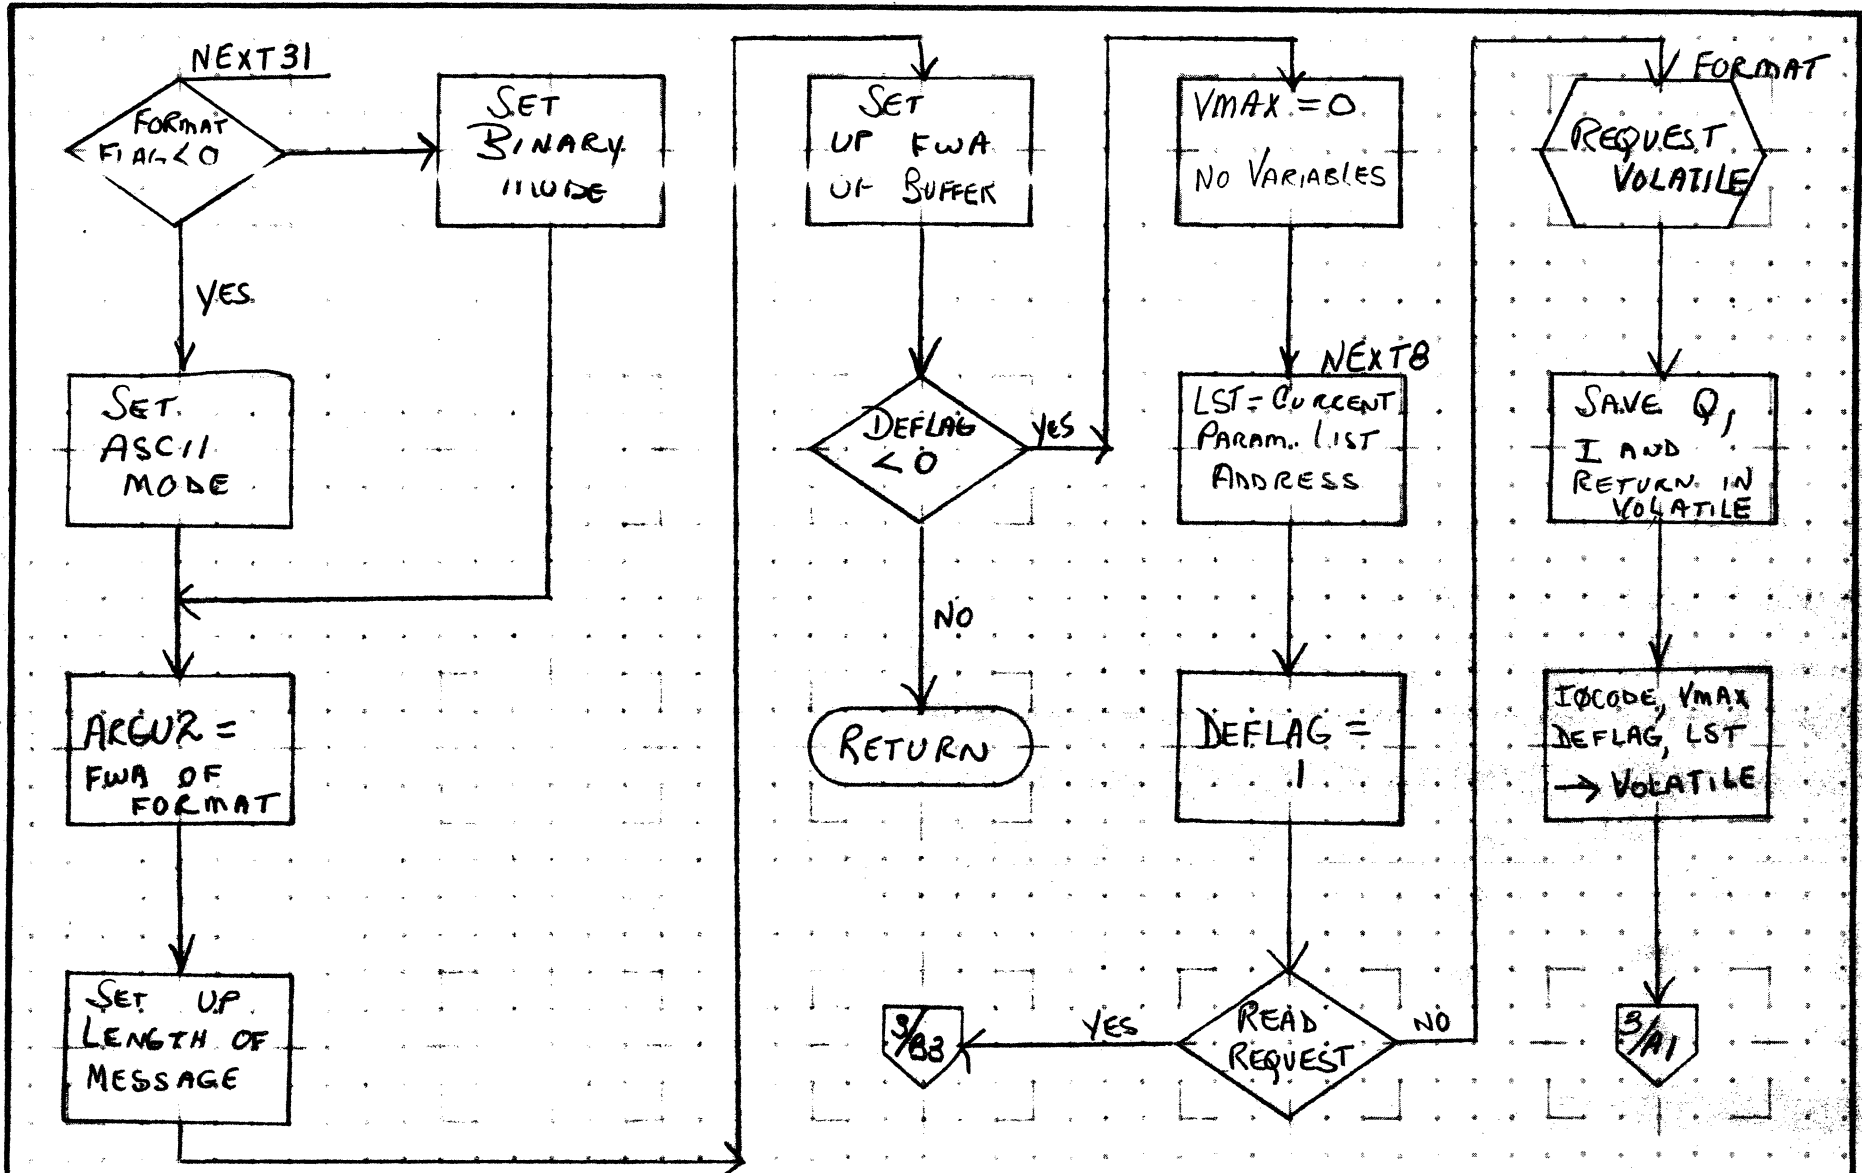 NEXT31
FORMAT
FLAG < 0
YES
SET
BINARY
MODE
SET
ASCII
MODE
ARGU2 =
FWA OF
FORMAT
SET UP
LENGTH OF
MESSAGE
SET
UP FWA
OF BUFFER
DEFLAG
< 0
YES
NO
RETURN
VMAX = 0
NO VARIABLES
NEXT8
LST = CURRENT
PARAM. LIST
ADDRESS
DEFLAG =
1
READ
REQUEST
YES
NO
3/B3
FORMAT
REQUEST
VOLATILE
SAVE Q,
I AND
RETURN IN
VOLATILE
IØCODE, VMAX
DEFLAG, LST
→ VOLATILE
3/A1